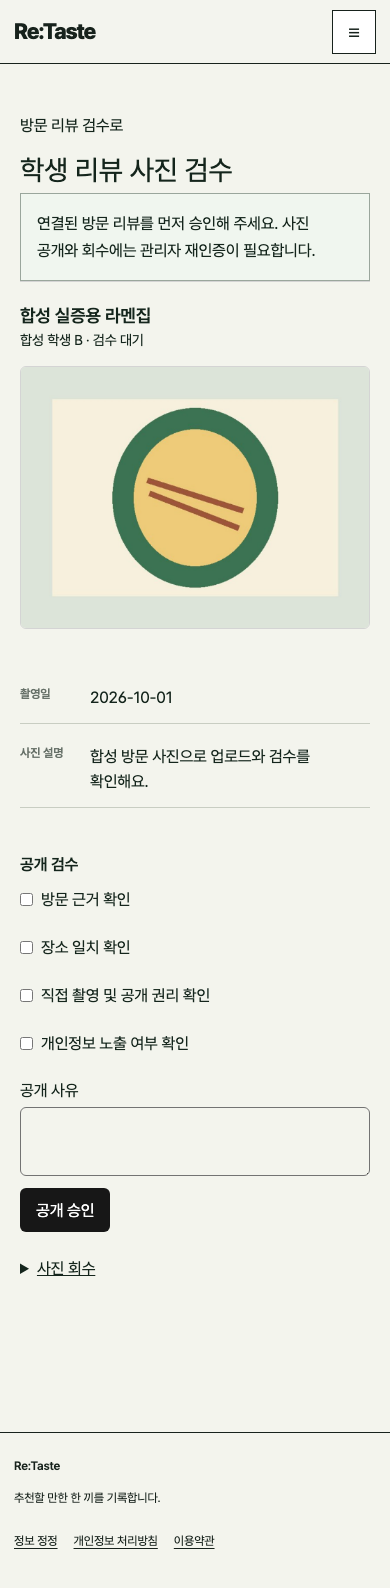 Re:Taste
≡
방문 리뷰 검수로
학생 리뷰 사진 검수
연결된 방문 리뷰를 먼저 승인해 주세요. 사진
공개와 회수에는 관리자 재인증이 필요합니다.
합성 실증용 라멘집
합성 학생 B · 검수 대기
촬영일 2026-10-01
사진 설명 합성 방문 사진으로 업로드와 검수를
확인해요.
공개 검수
방문 근거 확인
장소 일치 확인
직접 촬영 및 공개 권리 확인
개인정보 노출 여부 확인
공개 사유
공개 승인
▶ 사진 회수
Re:Taste
추천할 만한 한 끼를 기록합니다.
정보 정정 개인정보 처리방침 이용약관